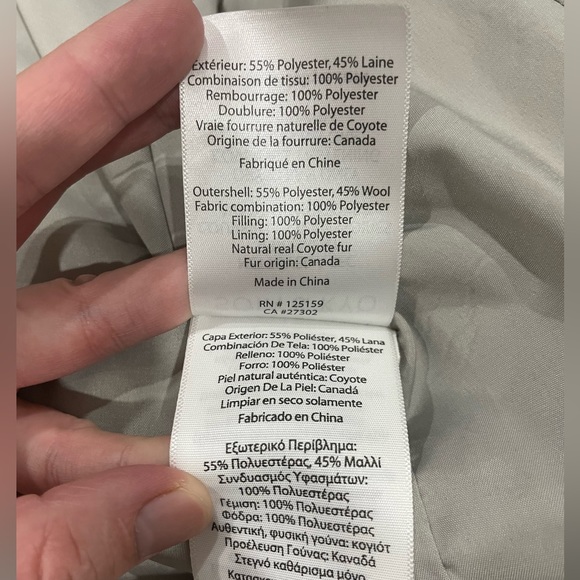 Extérieur: 55% Polyester, 45% Laine
Combinaison de tissu: 100% Polyester
Rembourrage: 100% Polyester
Doublure: 100% Polyester
Vraie fourrure naturelle de Coyote
Origine de la fourrure: Canada
Fabriqué en Chine
Outershell: 55% Polyester, 45% Wool
Fabric combination: 100% Polyester
Filling: 100% Polyester
Lining: 100% Polyester
Natural real Coyote fur
Fur origin: Canada
Made in China
RN # 125159
CA #27302
Capa Exterior: 55% Poliéster, 45% Lana
Combinación De Tela: 100% Poliéster
Relleno: 100% Poliéster
Forro: 100% Poliéster
Piel natural auténtica: Coyote
Origen De La Piel: Canadá
Limpiar en seco solamente
Fabricado en China
Εξωτερικό Περίβλημα:
55% Πολυεστέρας, 45% Μαλλί
Συνδυασμός Υφασμάτων:
100% Πολυεστέρας
Γέμιση: 100% Πολυεστέρας
Φόδρα: 100% Πολυεστέρας
Αυθεντική, φυσική γούνα: κογιότ
Προέλευση Γούνας: Καναδά
Στεγνό καθάρισμα μόνο